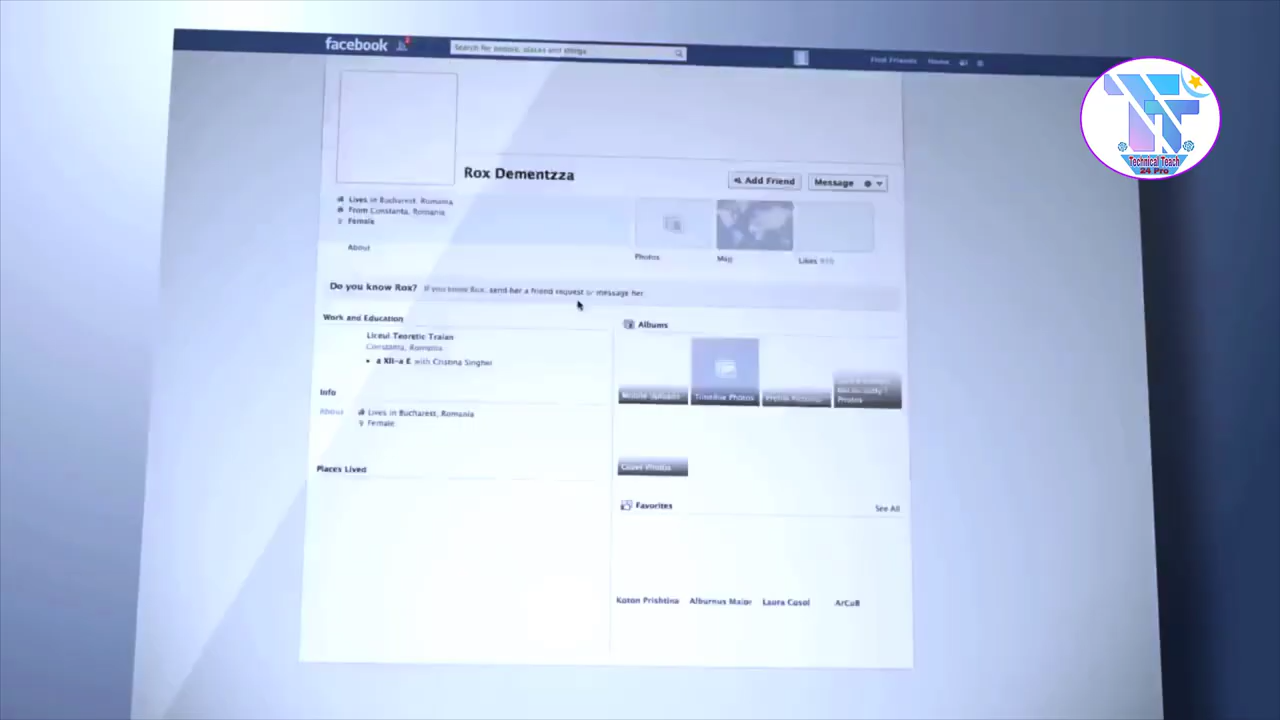 facebook
Search for people, places and things
Find Friends Home
Technical Teach
24 Pro
Rox Dementzza
Add Friend
Message
Lives in Bucharest, Romania
From Constanta, Romania
Female
About
Photos
Map
Likes
Do you know Rox? If you know Rox, send her a friend request or message her.
Work and Education
Liceul Teoretic Traian
Constanta, Romania
• a XII-a E with Cristina Singher
Info
About
Lives in Bucharest, Romania
Female
Places Lived
Albums
Mobile Uploads
Timeline Photos
Profile Pictures
Photos
Cover Photos
Favorites
See All
Koton Prishtina
Alburnus Maior
Laura Cosoi
ArCuB